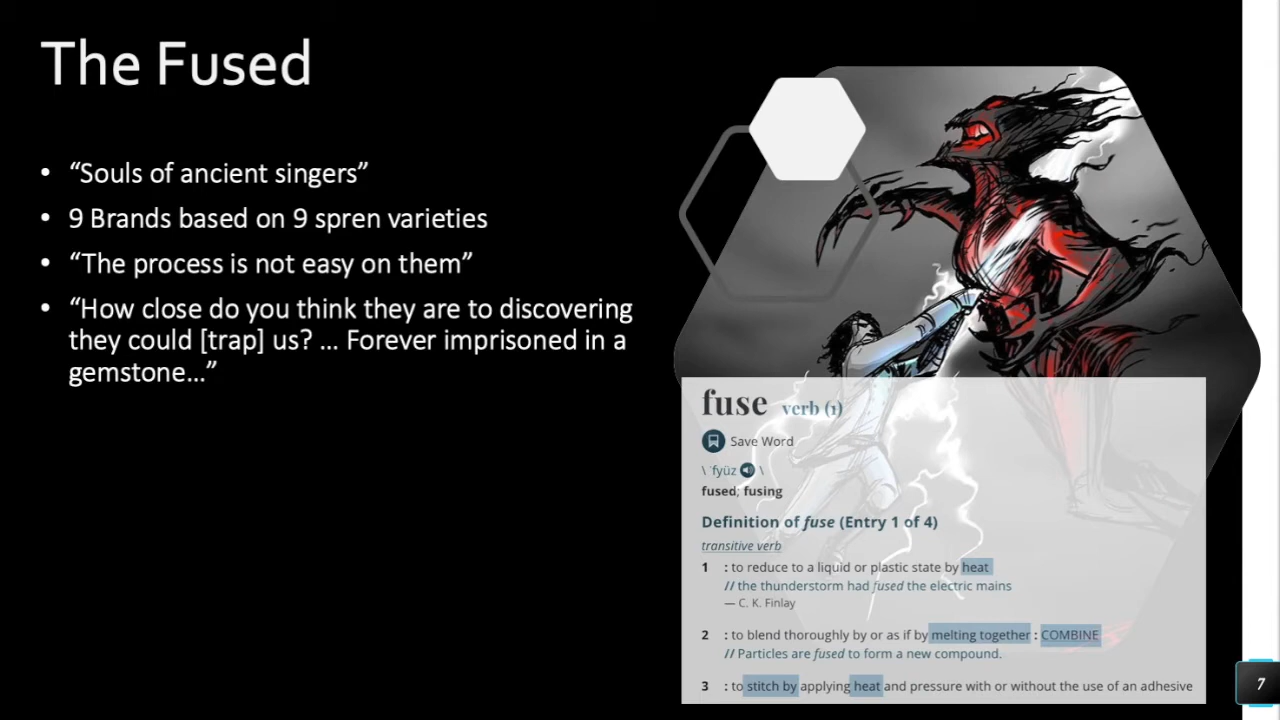 The Fused
• “Souls of ancient singers”
• 9 Brands based on 9 spren varieties
• “The process is not easy on them”
• “How close do you think they are to discovering
they could [trap] us? … Forever imprisoned in a
gemstone…”
fuse verb (1)
Save Word
\ ˈfyüz \
fused; fusing
Definition of fuse (Entry 1 of 4)
transitive verb
1 : to reduce to a liquid or plastic state by heat
// the thunderstorm had fused the electric mains
— C. K. Finlay
2 : to blend thoroughly by or as if by melting together : COMBINE
// Particles are fused to form a new compound.
3 : to stitch by applying heat and pressure with or without the use of an adhesive
7